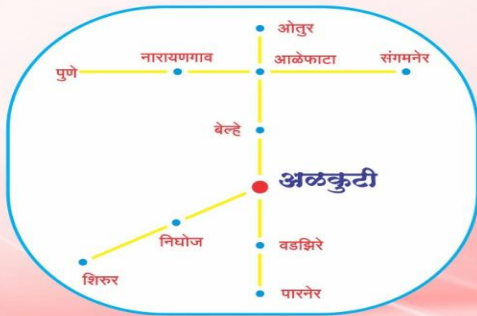 ओतुर
पुणे
नारायणगाव
आळेफाटा
संगमनेर
बेल्हे
अळकुटी
निघोज
वडझिरे
शिरुर
पारनेर